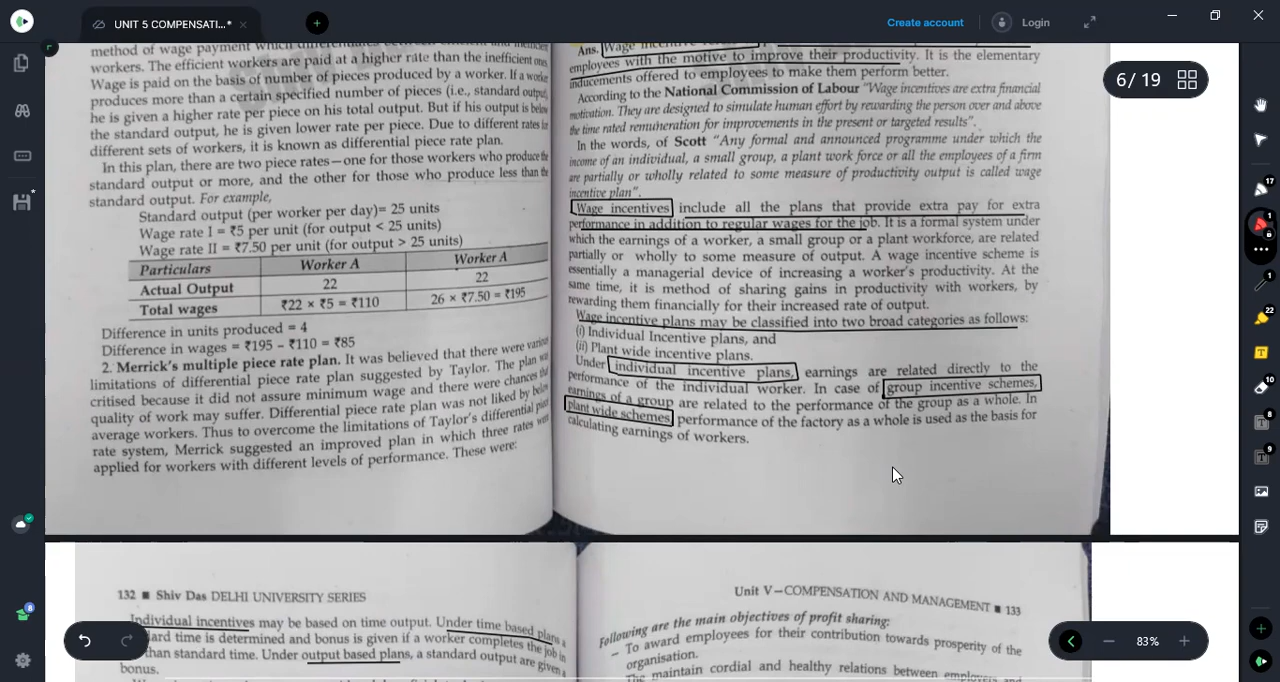 UNIT 5 COMPENSATI...*
Create account
Login
6/19
method of wage payment which
workers. The efficient workers are paid at a higher rate than the inefficient ones.
Wage is paid on the basis of number of pieces produced by a worker. If a worker
produces more than a certain specified number of pieces (i.e., standard output,
he is given a higher rate per piece on his total output. But if his output is below
the standard output, he is given lower rate per piece. Due to different rates for
different sets of workers, it is known as differential piece rate plan.
In this plan, there are two piece rates—one for those workers who produce the
standard output or more, and the other for those who produce less than the
standard output. For example,
Standard output (per worker per day)= 25 units
Wage rate I = ₹5 per unit (for output < 25 units)
Wage rate II = ₹7.50 per unit (for output > 25 units)
Particulars Worker A Worker A
Actual Output 22 22
Total wages ₹22 × ₹5 = ₹110 26 × ₹7.50 = ₹195
Difference in units produced = 4
Difference in wages = ₹195 – ₹110 = ₹85
2. Merrick's multiple piece rate plan. It was believed that there were various
limitations of differential piece rate plan suggested by Taylor. The plan was
critised because it did not assure minimum wage and there were chances the
quality of work may suffer. Differential piece rate plan was not liked by below
average workers. Thus to overcome the limitations of Taylor's differential piece
rate system, Merrick suggested an improved plan in which three rates were
applied for workers with different levels of performance. These were:
Ans. Wage incentive
employees with the motive to improve their productivity. It is the elementary
inducements offered to employees to make them perform better.
According to the National Commission of Labour "Wage incentives are extra financial
motivation. They are designed to simulate human effort by rewarding the person over and above
the time rated remuneration for improvements in the present or targeted results".
In the words, of Scott "Any formal and announced programme under which the
income of an individual, a small group, a plant work force or all the employees of a firm
are partially or wholly related to some measure of productivity output is called wage
incentive plan".
Wage incentives include all the plans that provide extra pay for extra
performance in addition to regular wages for the job. It is a formal system under
which the earnings of a worker, a small group or a plant workforce, are related
partially or wholly to some measure of output. A wage incentive scheme is
essentially a managerial device of increasing a worker's productivity. At the
same time, it is method of sharing gains in productivity with workers, by
rewarding them financially for their increased rate of output.
Wage incentive plans may be classified into two broad categories as follows:
(i) Individual Incentive plans, and
(ii) Plant wide incentive plans.
Under individual incentive plans, earnings are related directly to the
performance of the individual worker. In case of group incentive schemes,
earnings of a group are related to the performance of the group as a whole. In
plant wide schemes, performance of the factory as a whole is used as the basis for
calculating earnings of workers.
132 ■ Shiv Das DELHI UNIVERSITY SERIES
Individual incentives may be based on time output. Under time based plans a
dard time is determined and bonus is given if a worker completes the job in
than standard time. Under output based plans, a standard output are given a
bonus.
Unit V—COMPENSATION AND MANAGEMENT ■ 133
Following are the main objectives of profit sharing:
– To award employees for their contribution towards prosperity of the
organisation.
maintain cordial and healthy relations between employers and
83%
17
1
1
22
10
8
9
8